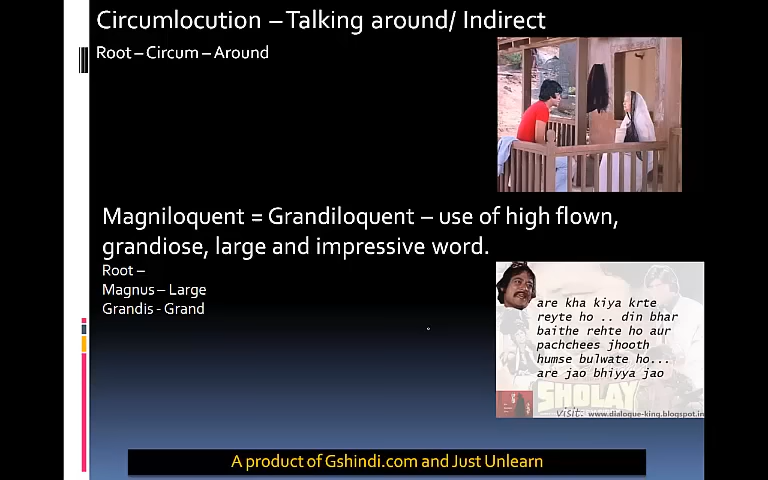 Circumlocution – Talking around/ Indirect
Root – Circum – Around
Magniloquent = Grandiloquent – use of high flown,
grandiose, large and impressive word.
Root –
Magnus – Large
Grandis - Grand
are kha kiya krte
reyte ho .. din bhar
baithe rehte ho aur
pachchees jhooth
humse bulwate ho...
are jao bhiyya jao
SHOLAY
visit. www.dialogue-king.blogspot.in
A product of Gshindi.com and Just Unlearn